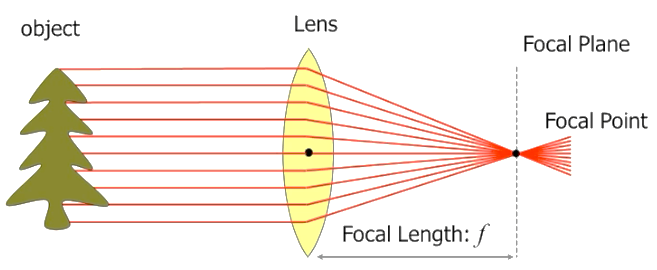 object
Lens
Focal Plane
Focal Point
Focal Length: f